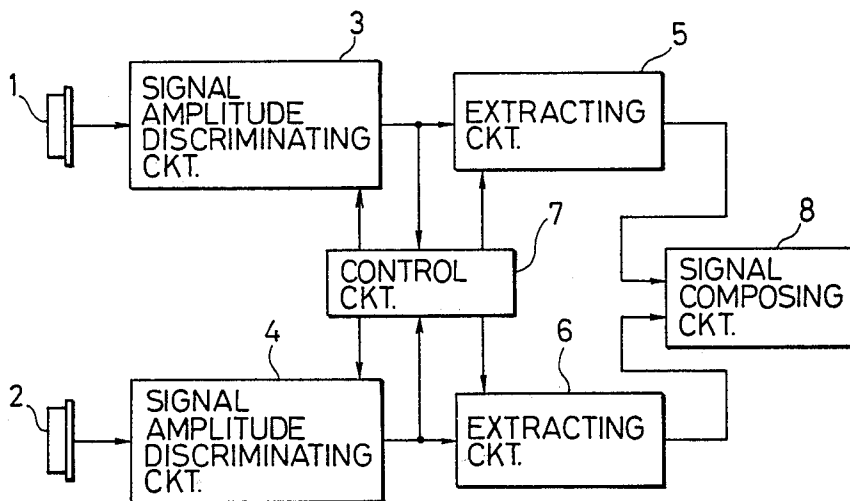 3
5
1
SIGNAL
AMPLITUDE
DISCRIMINATING
CKT.
EXTRACTING
CKT.
7
8
CONTROL
CKT.
SIGNAL
COMPOSING
CKT.
4
6
2
SIGNAL
AMPLITUDE
DISCRIMINATING
CKT.
EXTRACTING
CKT.